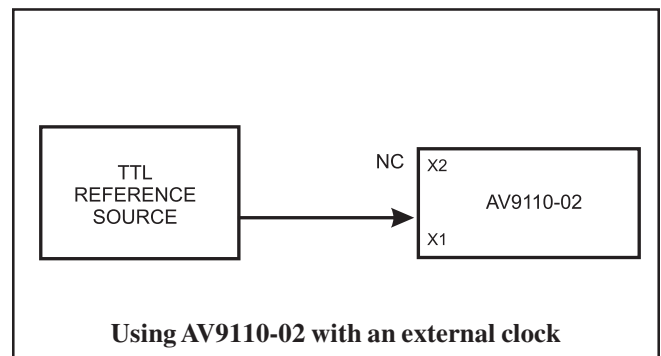 TTL
REFERENCE
SOURCE
NC
X2
AV9110-02
X1
Using AV9110-02 with an external clock